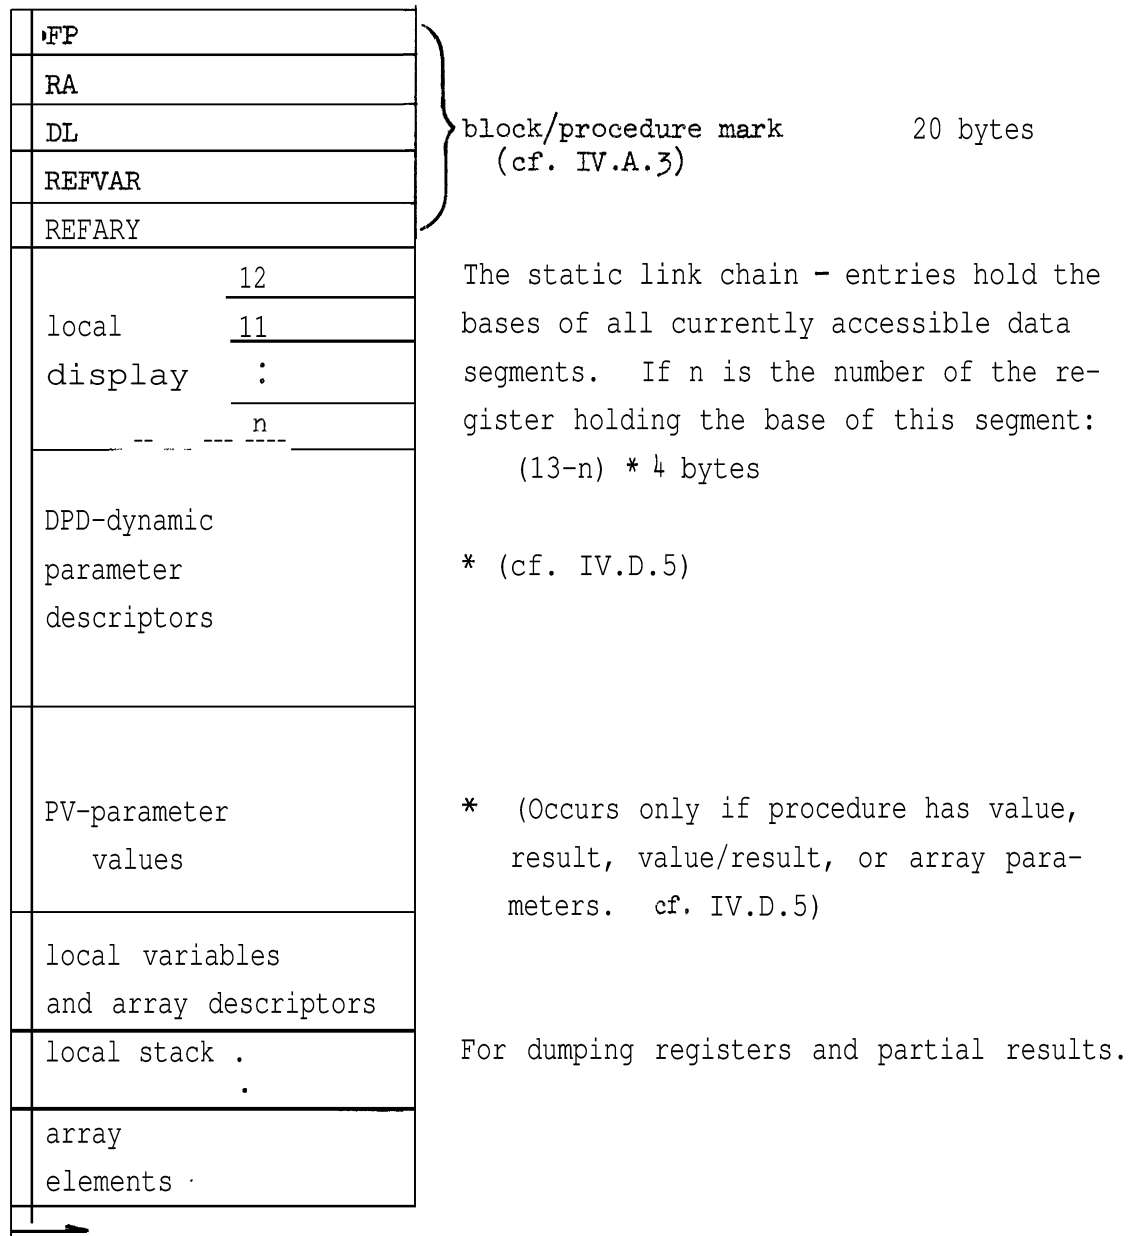 FP
RA
DL
REFVAR
REFARY
block/procedure mark 20 bytes
(cf. IV.A.3)
12
local 11
display :
n
The static link chain – entries hold the
bases of all currently accessible data
segments. If n is the number of the re-
gister holding the base of this segment:
(13-n) * 4 bytes
DPD-dynamic
parameter
descriptors
* (cf. IV.D.5)
PV-parameter
values
* (Occurs only if procedure has value,
result, value/result, or array para-
meters. cf. IV.D.5)
local variables
and array descriptors
local stack .
.
For dumping registers and partial results.
array
elements